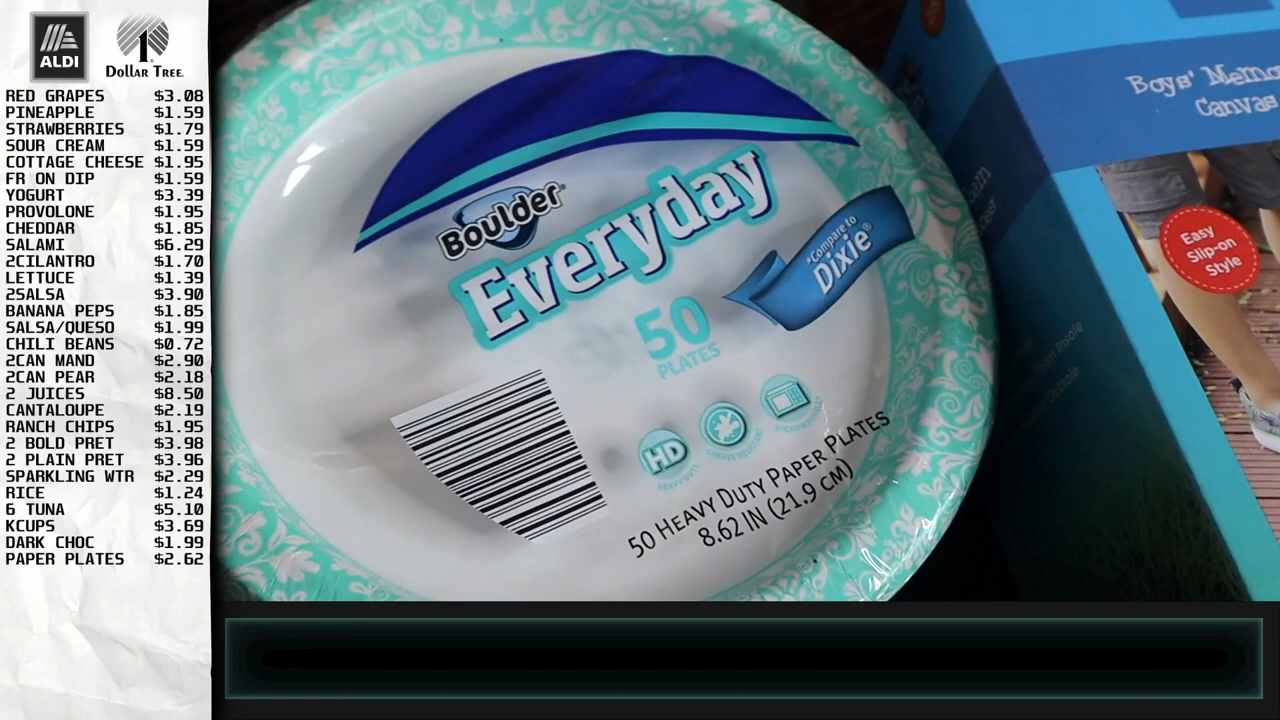 ALDI
DOLLAR TREE
RED GRAPES $3.08
PINEAPPLE $1.59
STRAWBERRIES $1.79
SOUR CREAM $1.59
COTTAGE CHEESE $1.95
FR ON DIP $1.59
YOGURT $3.39
PROVOLONE $1.95
CHEDDAR $1.85
SALAMI $6.29
2CILANTRO $1.70
LETTUCE $1.39
2SALSA $3.90
BANANA PEPS $1.85
SALSA/QUESO $1.99
CHILI BEANS $0.72
2CAN MAND $2.90
2CAN PEAR $2.18
2 JUICES $8.50
CANTALOUPE $2.19
RANCH CHIPS $1.95
2 BOLD PRET $3.98
2 PLAIN PRET $3.96
SPARKLING WTR $2.29
RICE $1.24
6 TUNA $5.10
KCUPS $3.69
DARK CHOC $1.99
PAPER PLATES $2.62
Boulder®
Everyday
*Compare to
Dixie®
50
PLATES
HD
HEAVY DUTY
GREASE RESISTANT
MICROWAVABLE*
50 HEAVY DUTY PAPER PLATES
8.62 IN (21.9 CM)
Boys'
Canvas
Easy
Slip-on
Style